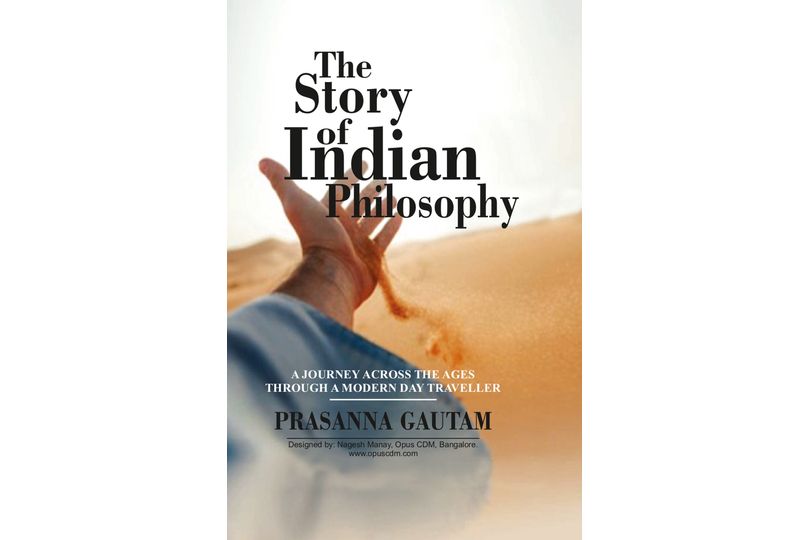 The
Story
of
Indian
Philosophy
A JOURNEY ACROSS THE AGES
THROUGH A MODERN DAY TRAVELLER
PRASANNA GAUTAM
Designed by: Nagesh Manay, Opus CDM, Bangalore.
www.opuscdm.com